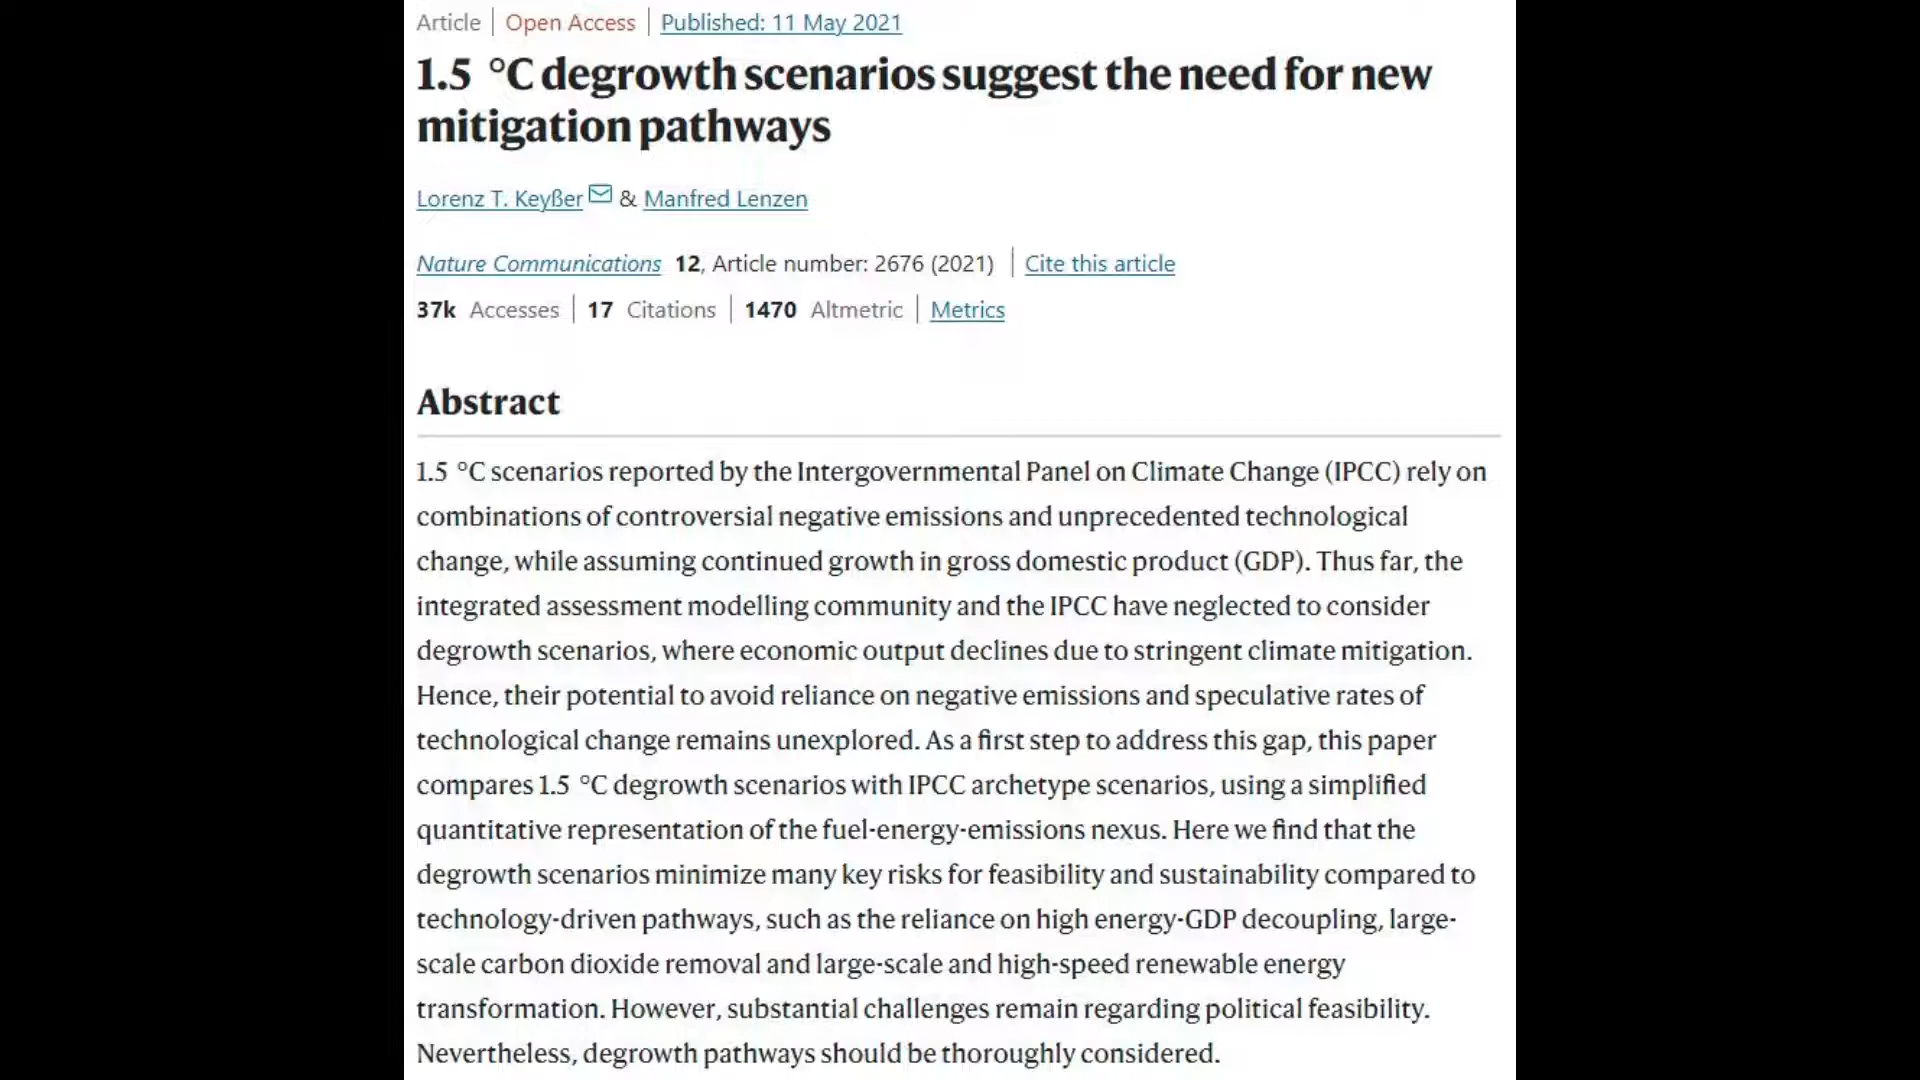 Article | Open Access | Published: 11 May 2021
1.5 °C degrowth scenarios suggest the need for new
mitigation pathways
Lorenz T. Keyßer & Manfred Lenzen
Nature Communications 12, Article number: 2676 (2021) | Cite this article
37k Accesses | 17 Citations | 1470 Altmetric | Metrics
Abstract
1.5 °C scenarios reported by the Intergovernmental Panel on Climate Change (IPCC) rely on
combinations of controversial negative emissions and unprecedented technological
change, while assuming continued growth in gross domestic product (GDP). Thus far, the
integrated assessment modelling community and the IPCC have neglected to consider
degrowth scenarios, where economic output declines due to stringent climate mitigation.
Hence, their potential to avoid reliance on negative emissions and speculative rates of
technological change remains unexplored. As a first step to address this gap, this paper
compares 1.5 °C degrowth scenarios with IPCC archetype scenarios, using a simplified
quantitative representation of the fuel-energy-emissions nexus. Here we find that the
degrowth scenarios minimize many key risks for feasibility and sustainability compared to
technology-driven pathways, such as the reliance on high energy-GDP decoupling, large-
scale carbon dioxide removal and large-scale and high-speed renewable energy
transformation. However, substantial challenges remain regarding political feasibility.
Nevertheless, degrowth pathways should be thoroughly considered.